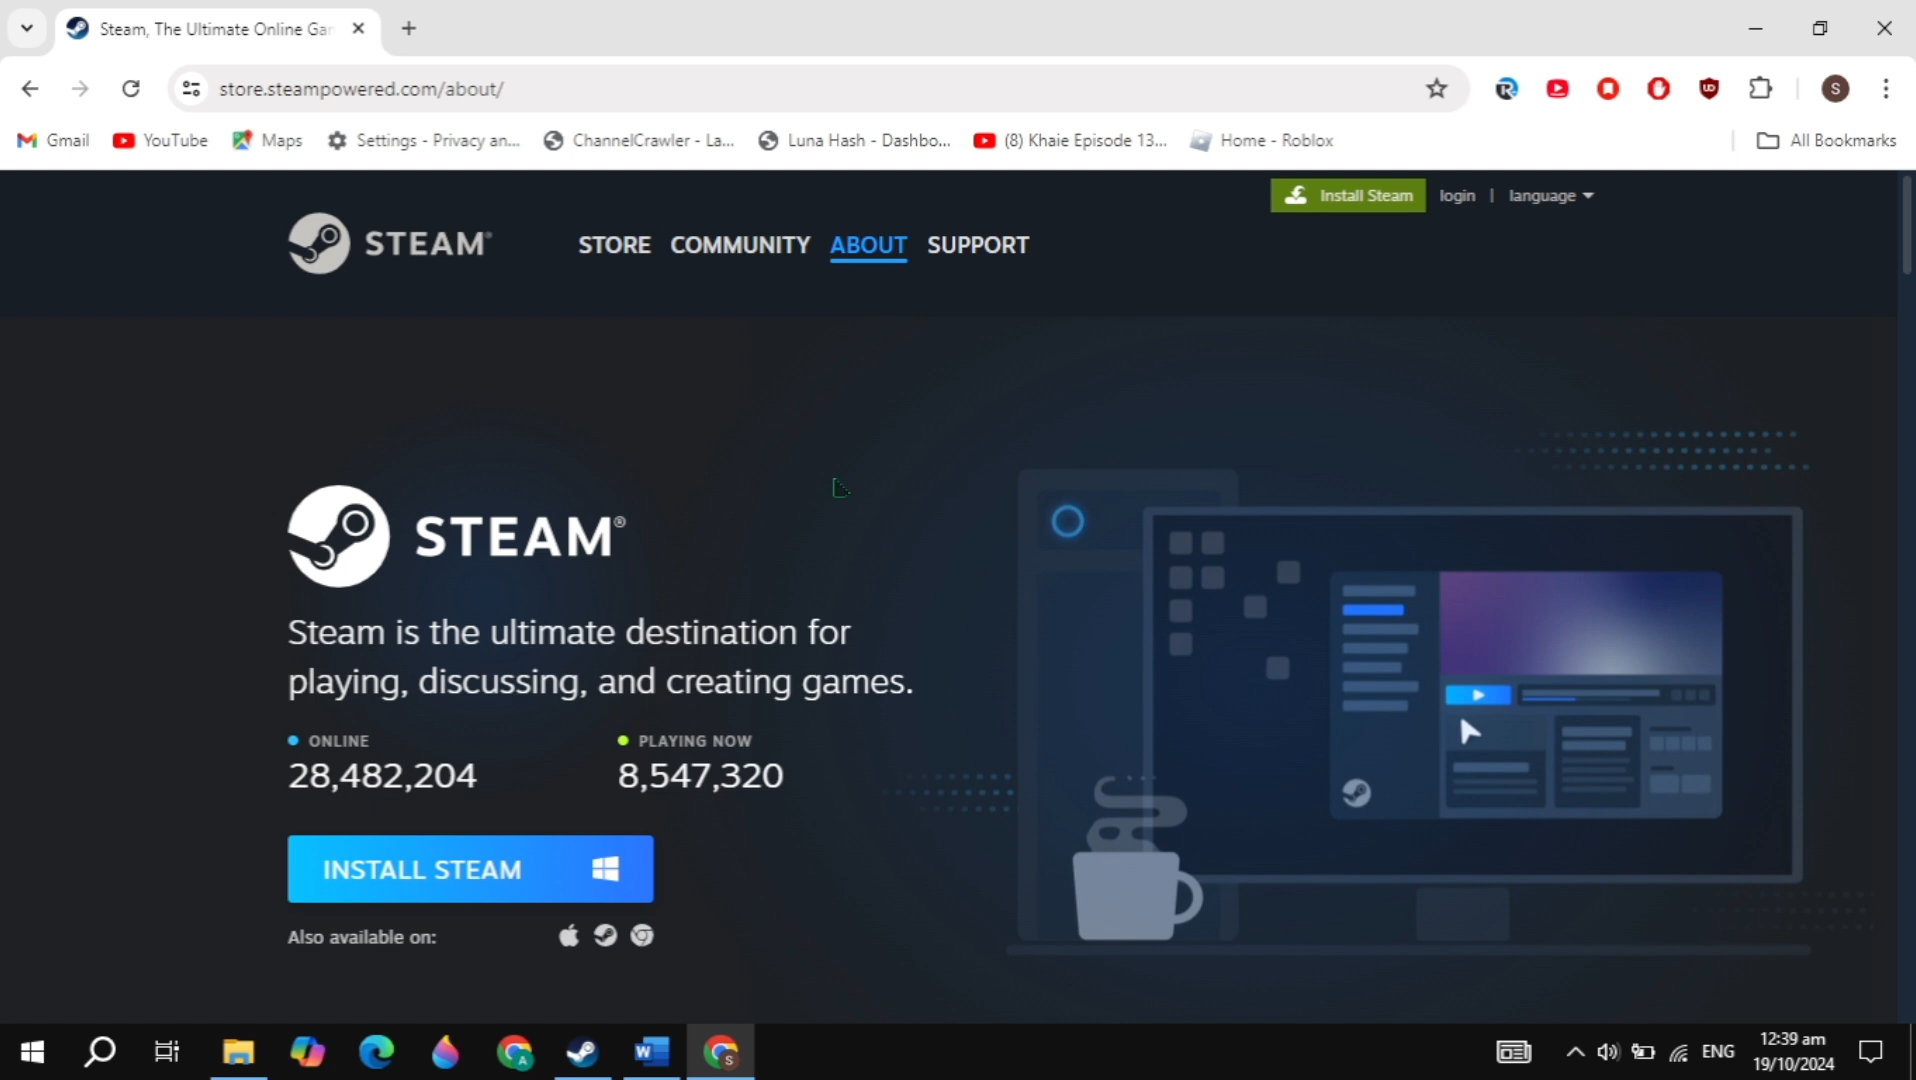 Steam, The Ultimate Online Gar
store.steampowered.com/about/
S
Gmail
YouTube
Maps
Settings - Privacy an...
ChannelCrawler - La...
Luna Hash - Dashbo...
(8) Khaie Episode 13...
Home - Roblox
All Bookmarks
Install Steam
login | language
STEAM®
STORE COMMUNITY ABOUT SUPPORT
STEAM®
Steam is the ultimate destination for
playing, discussing, and creating games.
ONLINE
28,482,204
PLAYING NOW
8,547,320
INSTALL STEAM
Also available on:
ENG
12:39 am
19/10/2024